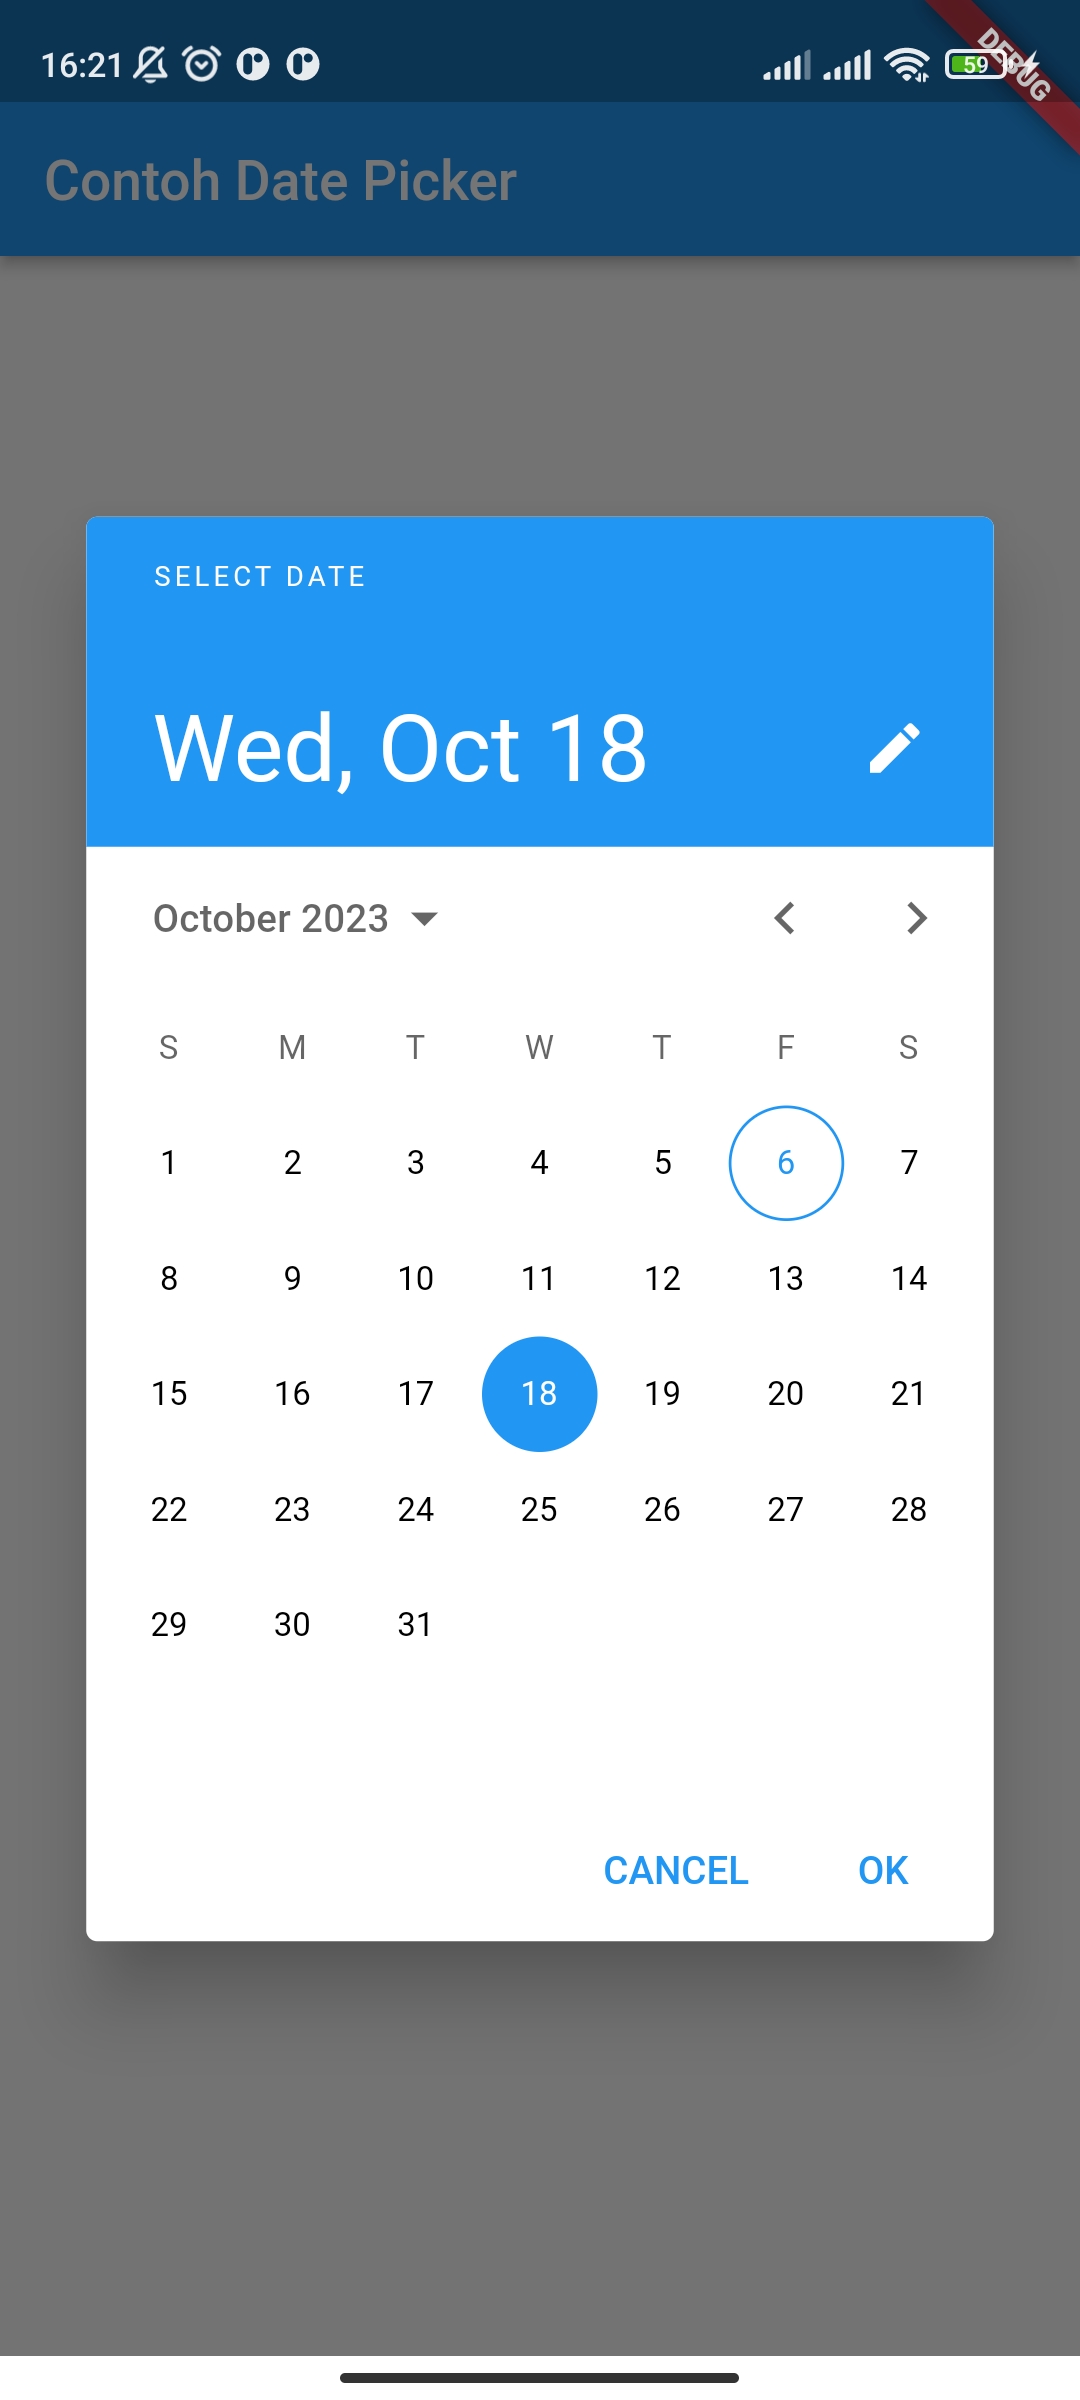 16:21 59
DEBUG
Contoh Date Picker
SELECT DATE
Wed, Oct 18
October 2023
S M T W T F S
1 2 3 4 5 6 7
8 9 10 11 12 13 14
15 16 17 18 19 20 21
22 23 24 25 26 27 28
29 30 31
CANCEL OK